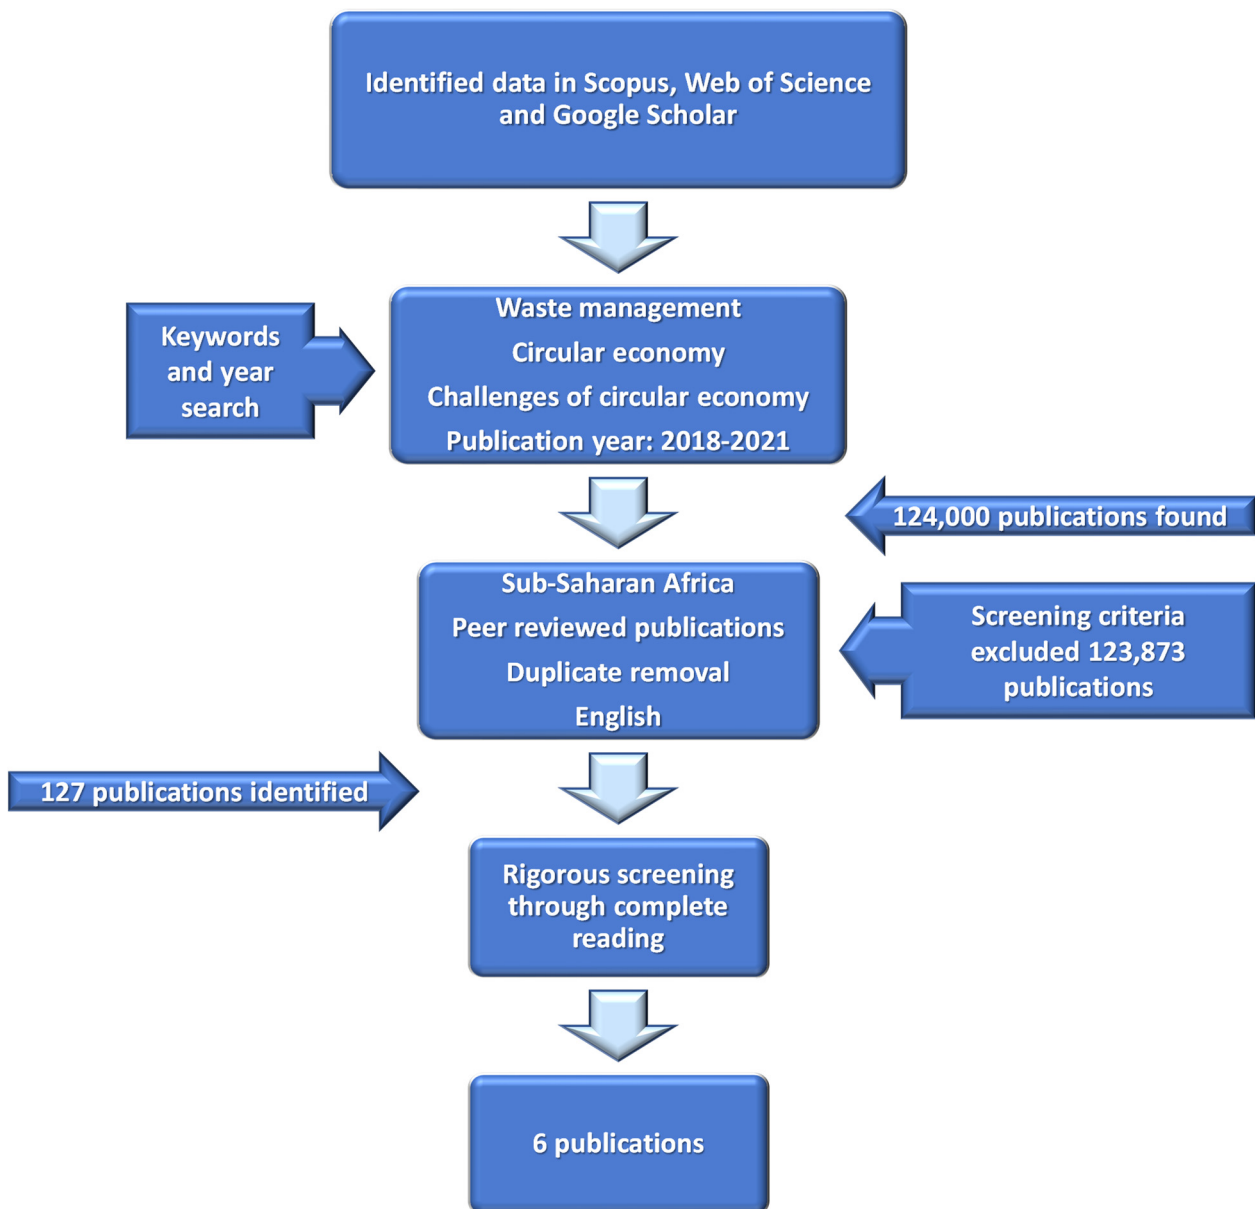 Identified data in Scopus, Web of Science
and Google Scholar
Keywords
and year
search
Waste management
Circular economy
Challenges of circular economy
Publication year: 2018-2021
124,000 publications found
Sub-Saharan Africa
Peer reviewed publications
Duplicate removal
English
Screening criteria
excluded 123,873
publications
127 publications identified
Rigorous screening
through complete
reading
6 publications